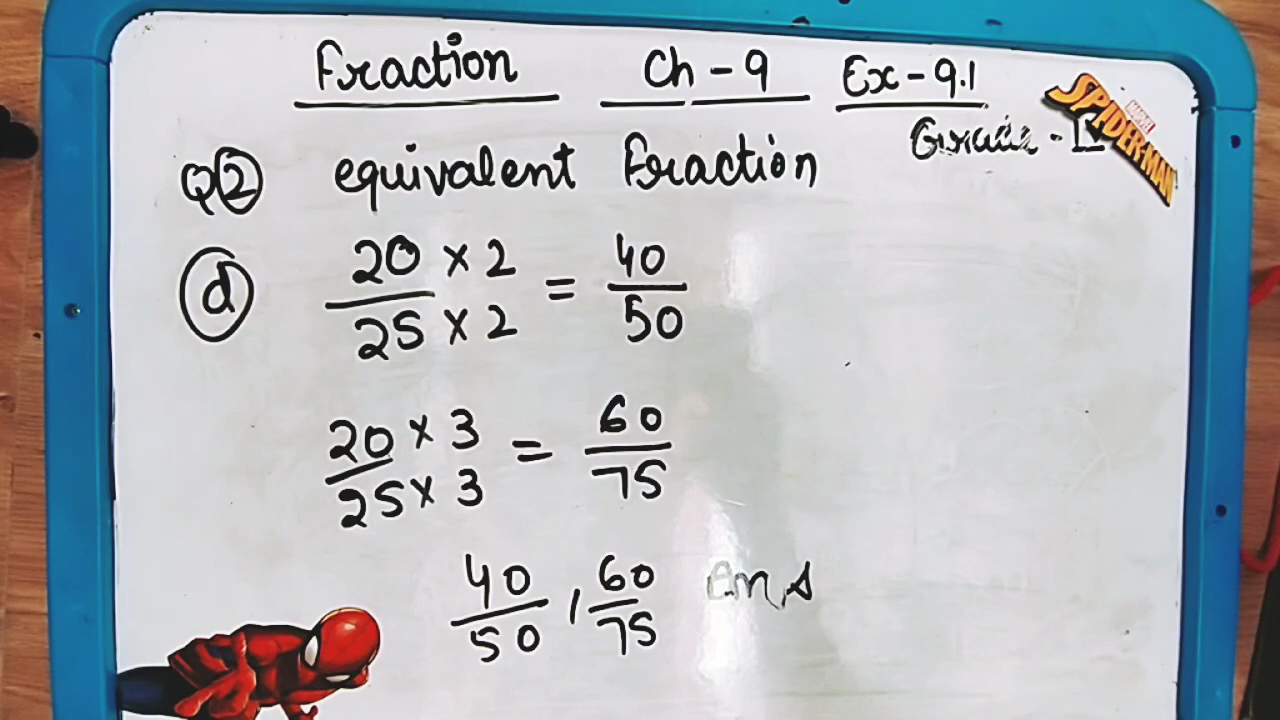 Fraction Ch - 9 Ex - 9.1
MARVEL
SPIDER-MAN
Grade -
Q② equivalent Fraction
ⓓ 20 × 2 / 25 × 2 = 40 / 50
20 × 3 / 25 × 3 = 60 / 75
40 / 50 , 60 / 75 Ans